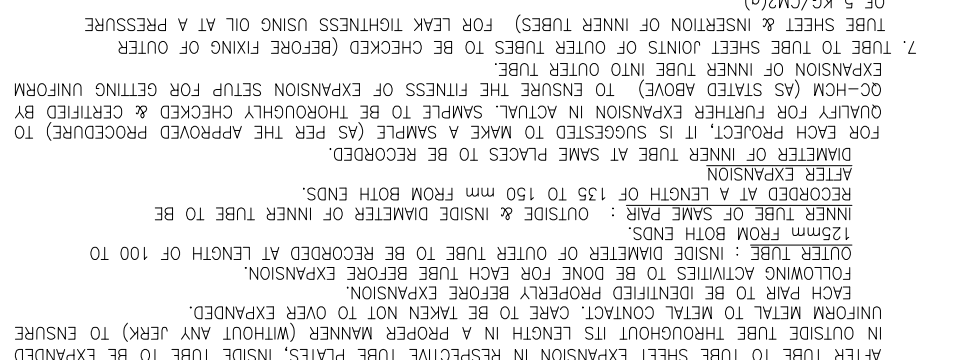 AFTER TUBE TO TUBE SHEET EXPANSION IN RESPECTIVE TUBE PLATES, INSIDE TUBE TO BE EXPANDED
IN OUTSIDE TUBE THROUGHOUT ITS LENGTH IN A PROPER MANNER (WITHOUT ANY JERK) TO ENSURE
UNIFORM METAL TO METAL CONTACT. CARE TO BE TAKEN NOT TO OVER EXPANDED.
EACH PAIR TO BE IDENTIFIED PROPERLY BEFORE EXPANSION.
FOLLOWING ACTIVITIES TO BE DONE FOR EACH TUBE BEFORE EXPANSION.
OUTER TUBE : INSIDE DIAMETER OF OUTER TUBE TO BE RECORDED AT LENGTH OF 100 TO
125mm FROM BOTH ENDS.
INNER TUBE OF SAME PAIR : OUTSIDE & INSIDE DIAMETER OF INNER TUBE TO BE
RECORDED AT A LENGTH OF 135 TO 150 mm FROM BOTH ENDS.
AFTER EXPANSION
DIAMETER OF INNER TUBE AT SAME PLACES TO BE RECORDED.
FOR EACH PROJECT, IT IS SUGGESTED TO MAKE A SAMPLE (AS PER THE APPROVED PROCEDURE) TO
QUALIFY FOR FURTHER EXPANSION IN ACTUAL. SAMPLE TO BE THOROUGHLY CHECKED & CERTIFIED BY
QC-HCM (AS STATED ABOVE) TO ENSURE THE FITNESS OF EXPANSION SETUP FOR GETTING UNIFORM
EXPANSION OF INNER TUBE INTO OUTER TUBE.
7. TUBE TO TUBE SHEET JOINTS OF OUTER TUBES TO BE CHECKED (BEFORE FIXING OF OUTER
TUBE SHEET & INSERTION OF INNER TUBES) FOR LEAK TIGHTNESS USING OIL AT A PRESSURE
OF 5 KG/CM2(g)